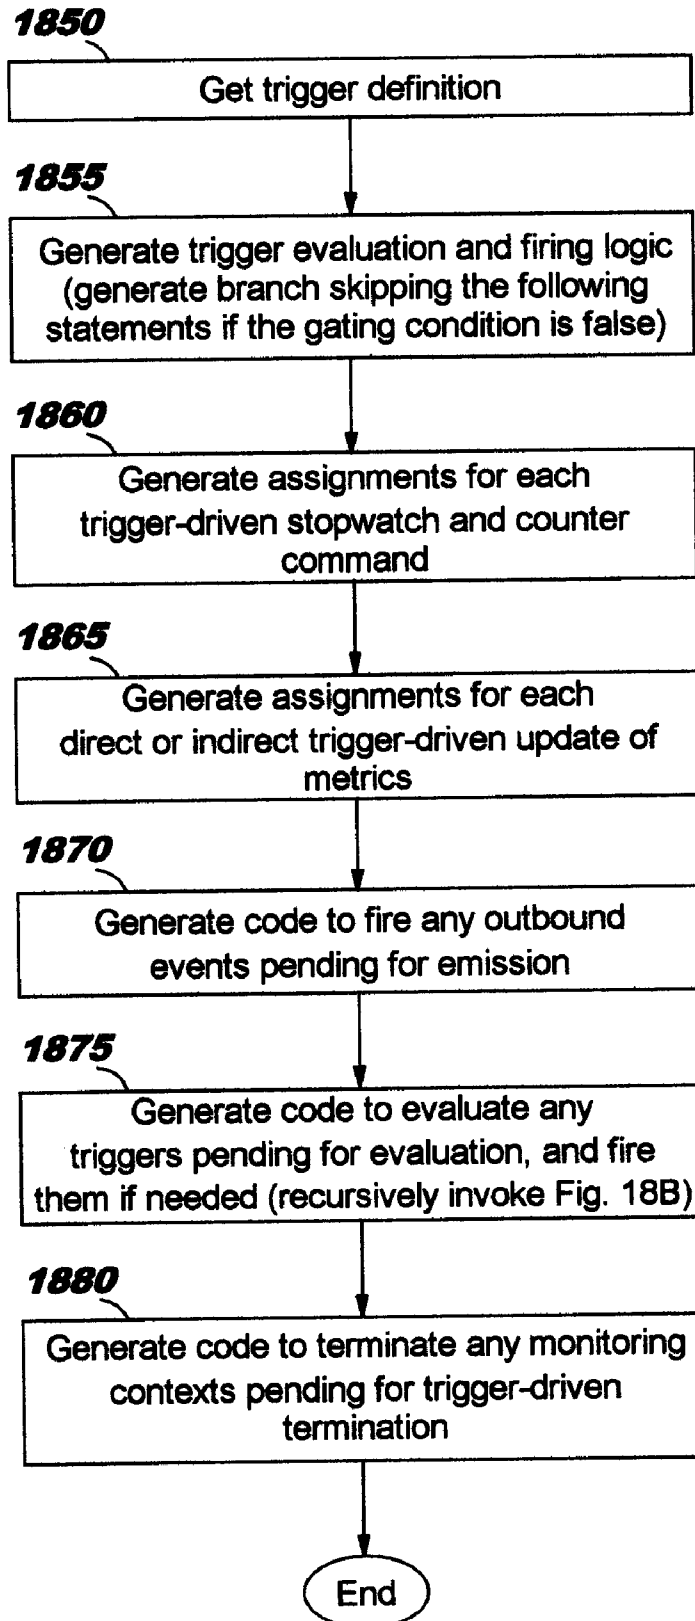 1850
Get trigger definition
1855
Generate trigger evaluation and firing logic
(generate branch skipping the following
statements if the gating condition is false)
1860
Generate assignments for each
trigger-driven stopwatch and counter
command
1865
Generate assignments for each
direct or indirect trigger-driven update of
metrics
1870
Generate code to fire any outbound
events pending for emission
1875
Generate code to evaluate any
triggers pending for evaluation, and fire
them if needed (recursively invoke Fig. 18B)
1880
Generate code to terminate any monitoring
contexts pending for trigger-driven
termination
End